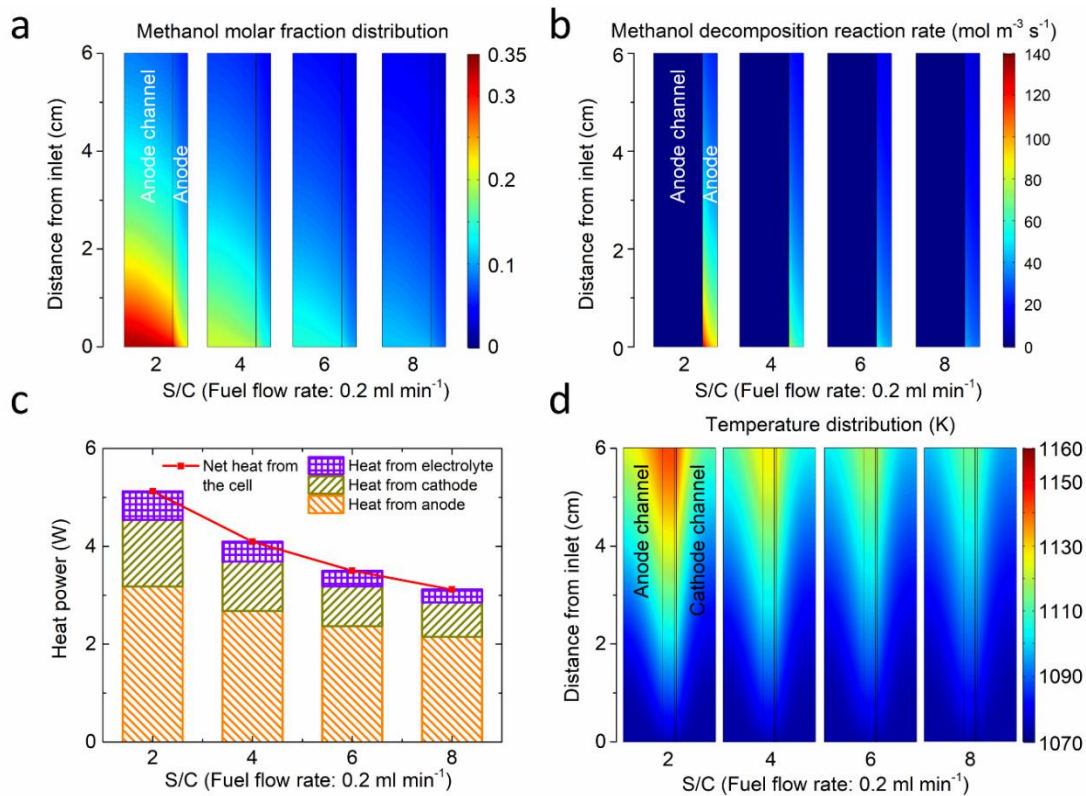 a
Methanol molar fraction distribution
6
4
2
0
Distance from inlet (cm)
Anode channel
Anode
0.35
0.3
0.2
0.1
0
2 4 6 8
S/C (Fuel flow rate: 0.2 ml min⁻¹)
b
Methanol decomposition reaction rate (mol m⁻³ s⁻¹)
6
4
2
0
Distance from inlet (cm)
Anode channel
Anode
140
120
100
80
60
40
20
0
2 4 6 8
S/C (Fuel flow rate: 0.2 ml min⁻¹)
c
6
4
2
0
Heat power (W)
Net heat from
the cell
Heat from electrolyte
Heat from cathode
Heat from anode
2 4 6 8
S/C (Fuel flow rate: 0.2 ml min⁻¹)
d
Temperature distribution (K)
6
4
2
0
Distance from inlet (cm)
Anode channel
Cathode channel
1160
1150
1130
1110
1090
1070
2 4 6 8
S/C (Fuel flow rate: 0.2 ml min⁻¹)